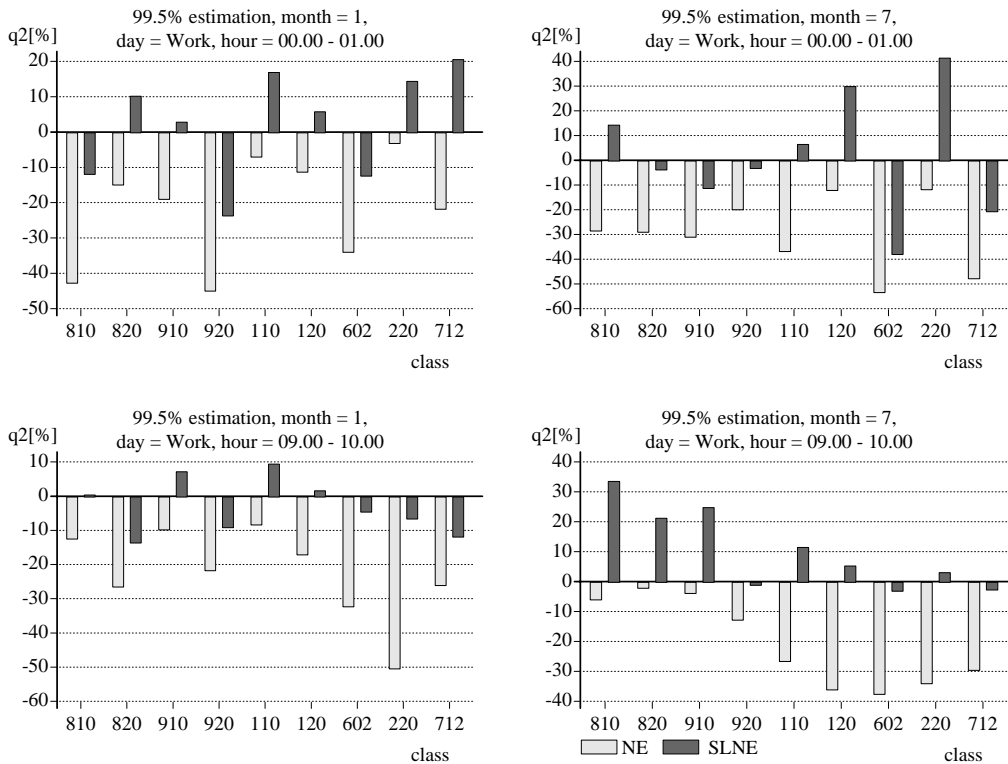 99.5% estimation, month = 1,
day = Work, hour = 00.00 - 01.00
q2[%]
20
10
0
-10
-20
-30
-40
-50
810 820 910 920 110 120 602 220 712
class
99.5% estimation, month = 7,
day = Work, hour = 00.00 - 01.00
q2[%]
40
30
20
10
0
-10
-20
-30
-40
-50
-60
810 820 910 920 110 120 602 220 712
class
99.5% estimation, month = 1,
day = Work, hour = 09.00 - 10.00
q2[%]
10
0
-10
-20
-30
-40
-50
-60
810 820 910 920 110 120 602 220 712
class
99.5% estimation, month = 7,
day = Work, hour = 09.00 - 10.00
q2[%]
40
30
20
10
0
-10
-20
-30
-40
810 820 910 920 110 120 602 220 712
NE SLNE
class